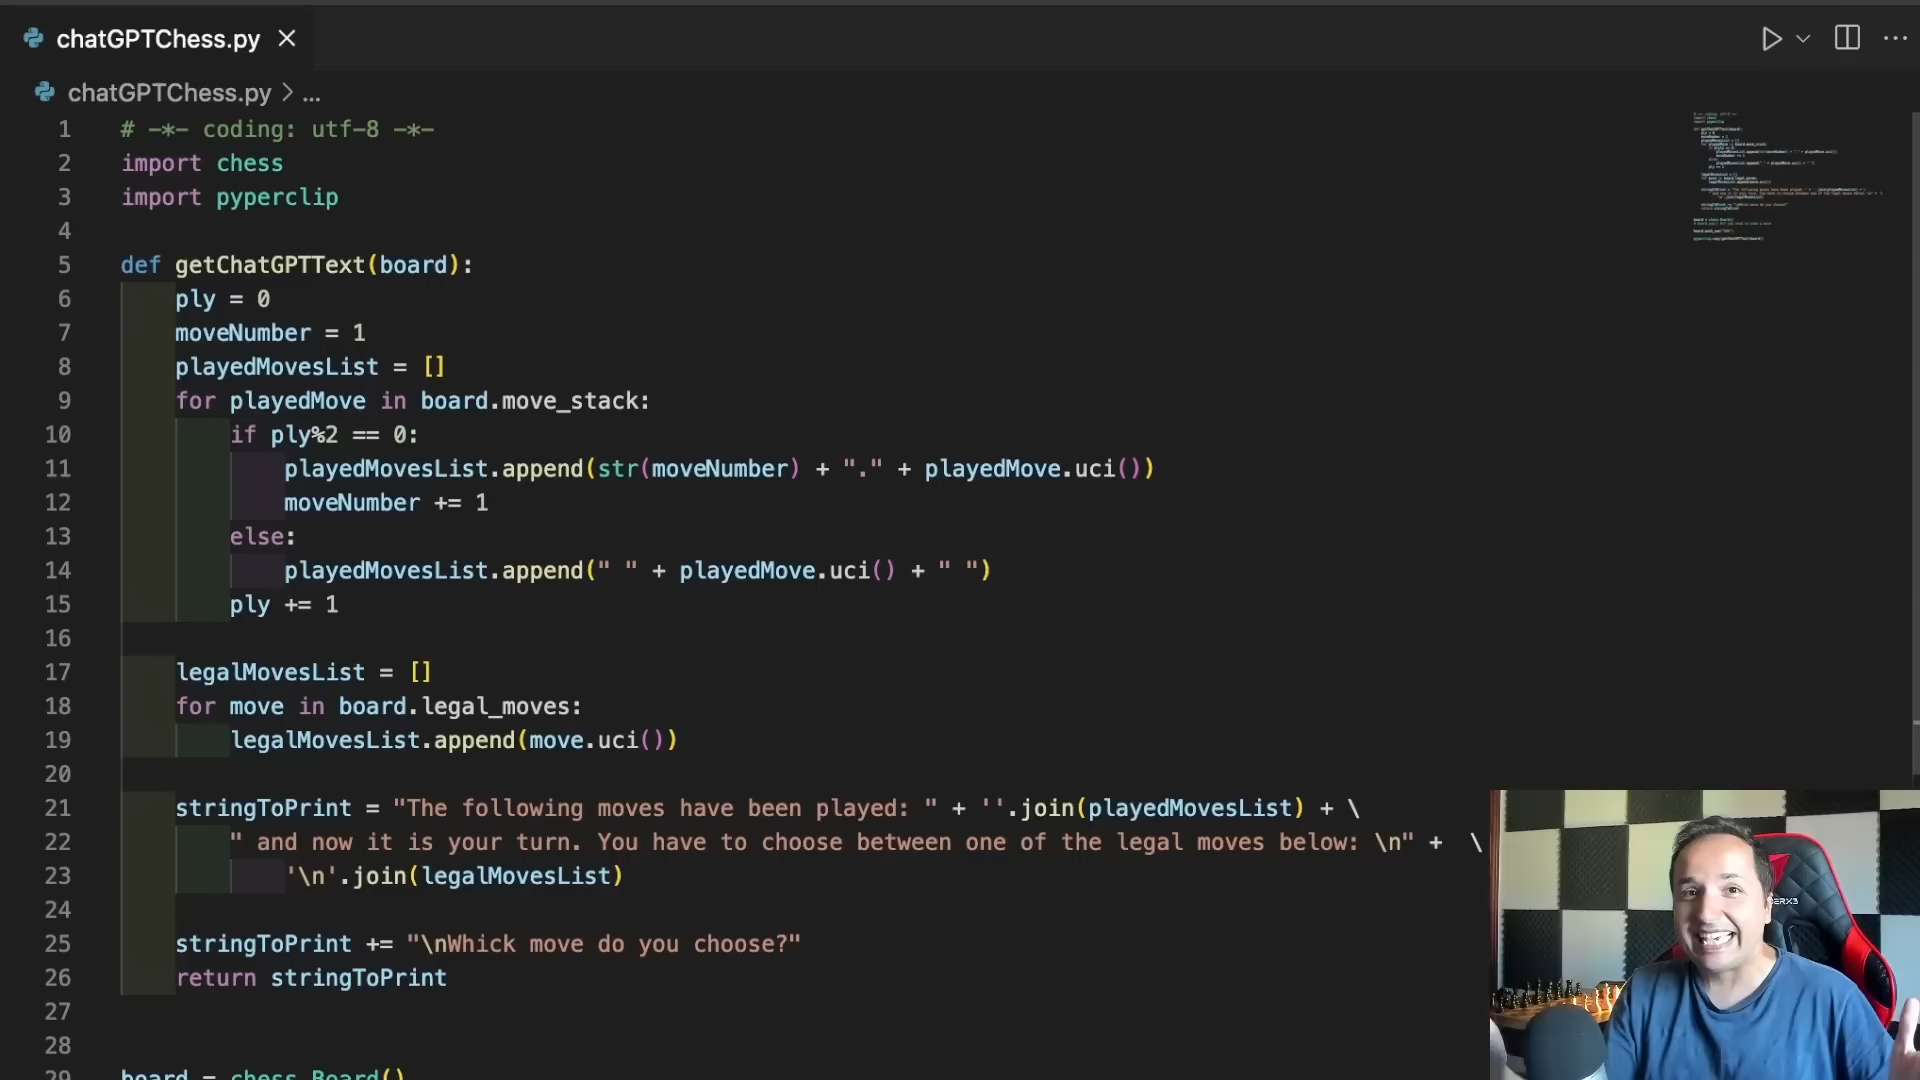 chatGPTChess.py
chatGPTChess.py > ...
1 # -*- coding: utf-8 -*-
2 import chess
3 import pyperclip
4
5 def getChatGPTText(board):
6 ply = 0
7 moveNumber = 1
8 playedMovesList = []
9 for playedMove in board.move_stack:
10 if ply%2 == 0:
11 playedMovesList.append(str(moveNumber) + "." + playedMove.uci())
12 moveNumber += 1
13 else:
14 playedMovesList.append(" " + playedMove.uci() + " ")
15 ply += 1
16
17 legalMovesList = []
18 for move in board.legal_moves:
19 legalMovesList.append(move.uci())
20
21 stringToPrint = "The following moves have been played: " + ''.join(playedMovesList) + \
22 " and now it is your turn. You have to choose between one of the legal moves below: \n" + \
23 '\n'.join(legalMovesList)
24
25 stringToPrint += "\nWhick move do you choose?"
26 return stringToPrint
27
28
29 board = chess.Board()